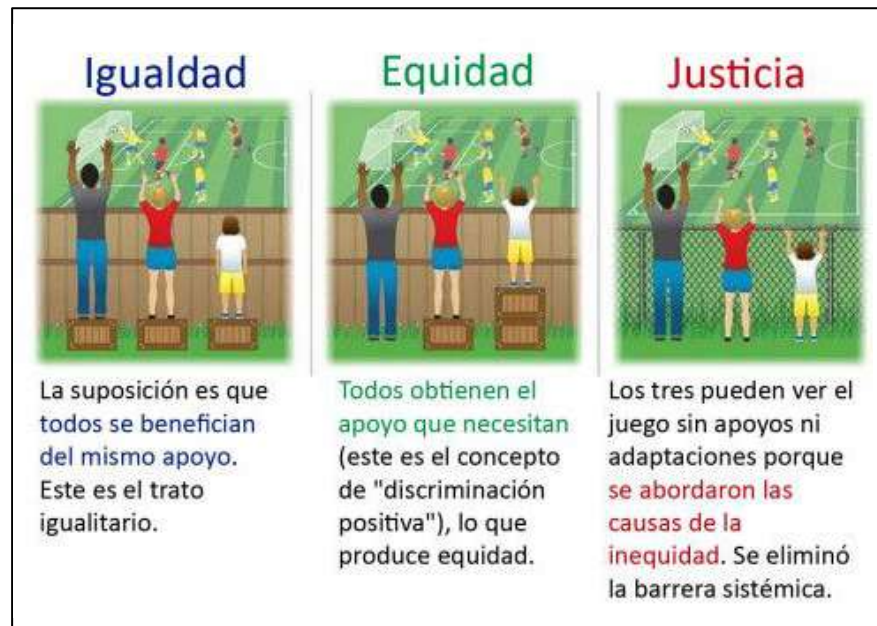 Igualdad
Equidad
Justicia
La suposición es que
todos se benefician
del mismo apoyo.
Este es el trato
igualitario.
Todos obtienen el
apoyo que necesitan
(este es el concepto
de "discriminación
positiva"), lo que
produce equidad.
Los tres pueden ver el
juego sin apoyos ni
adaptaciones porque
se abordaron las
causas de la
inequidad. Se eliminó
la barrera sistémica.